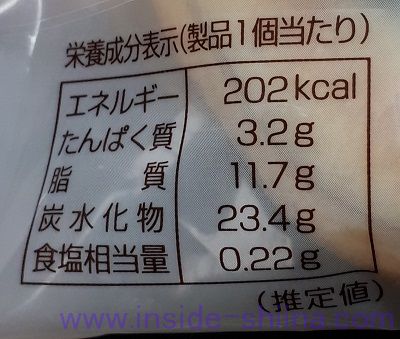 栄養成分表示(製品1個当たり)
エネルギー 202kcal
たんぱく質 3.2g
脂質 11.7g
炭水化物 23.4g
食塩相当量 0.22g
(推定値)
www.inside-shiina.com/